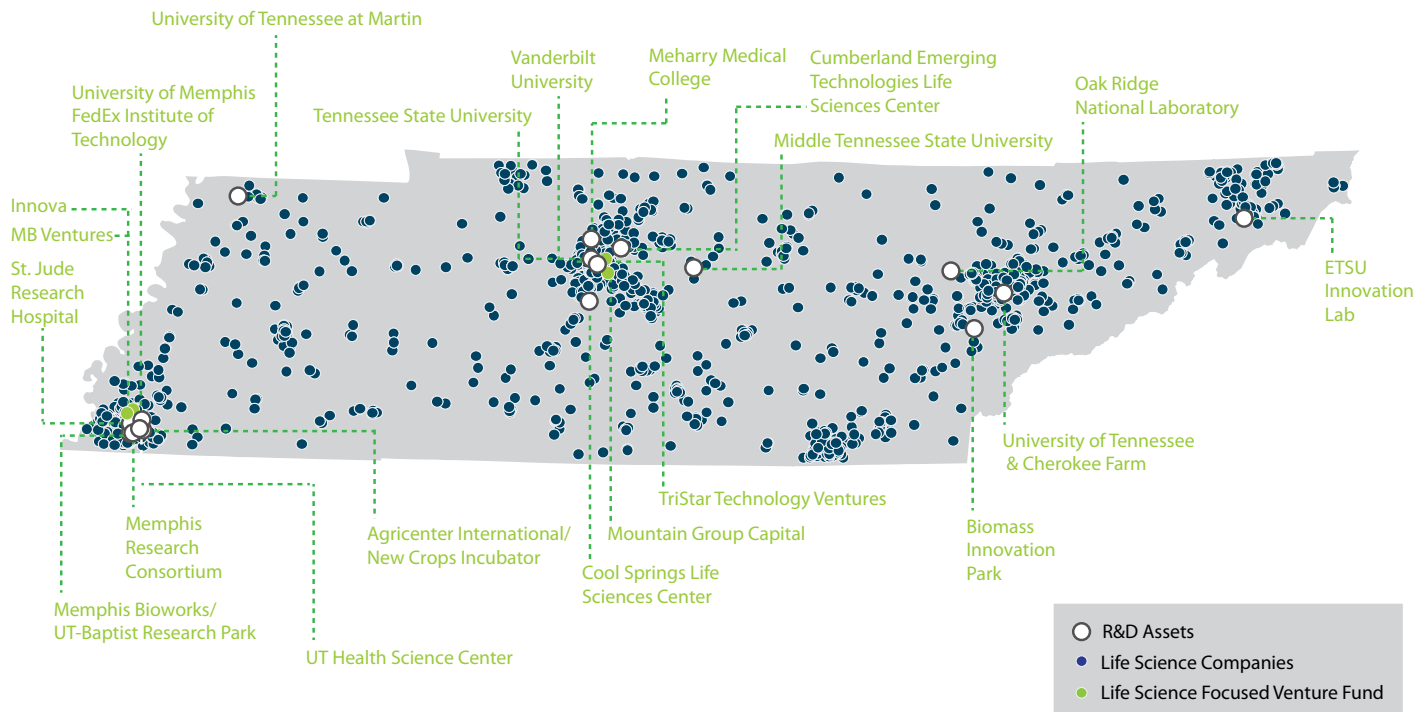 University of Tennessee at Martin
Vanderbilt
University
Meharry Medical
College
Cumberland Emerging
Technologies Life
Sciences Center
Oak Ridge
National Laboratory
University of Memphis
FedEx Institute of
Technology
Tennessee State University
Middle Tennessee State University
Innova
MB Ventures
St. Jude
Research
Hospital
ETSU
Innovation
Lab
University of Tennessee
& Cherokee Farm
TriStar Technology Ventures
Memphis
Research
Consortium
Agricenter International/
New Crops Incubator
Mountain Group Capital
Biomass
Innovation
Park
Cool Springs Life
Sciences Center
Memphis Bioworks/
UT-Baptist Research Park
UT Health Science Center
R&D Assets
Life Science Companies
Life Science Focused Venture Fund